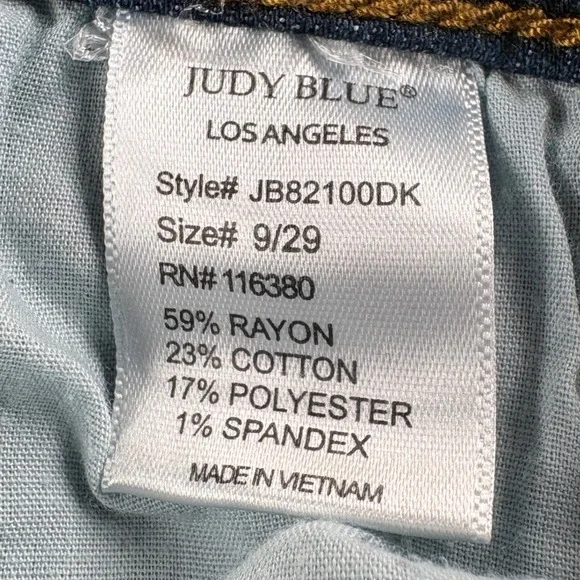 JUDY BLUE®
LOS ANGELES
Style# JB82100DK
Size# 9/29
RN# 116380
59% RAYON
23% COTTON
17% POLYESTER
1% SPANDEX
MADE IN VIETNAM